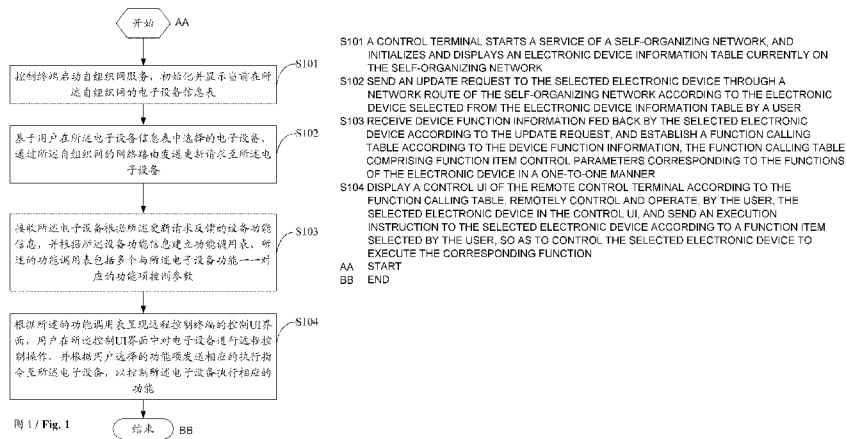 开始
AA
S101
控制终端启动自组织网服务，初始化并显示当前在所
述自组织网的电子设备信息表
S102
基于用户在所述电子设备信息表中选择的电子设备，
通过所述自组织网的网络路由发送更新请求至所述电
子设备
S103
接收所述电子设备根据所述更新请求反馈的设备功能
信息，并根据所述设备功能信息建立功能调用表、所
述的功能调用表包括多个与所述电子设备功能一一对
应的功能项控制参数
S104
根据所述的功能调用表呈现远程控制终端的控制UI界
面，用户在所述控制UI界面中对电子设备进行远程控
制操作，并根据用户选择的功能项发送相应的执行指
令至所述电子设备，以控制所述电子设备执行相应的
功能
图 1 / Fig. 1
结束
BB
S101 A CONTROL TERMINAL STARTS A SERVICE OF A SELF-ORGANIZING NETWORK, AND
INITIALIZES AND DISPLAYS AN ELECTRONIC DEVICE INFORMATION TABLE CURRENTLY ON
THE SELF-ORGANIZING NETWORK
S102 SEND AN UPDATE REQUEST TO THE SELECTED ELECTRONIC DEVICE THROUGH A
NETWORK ROUTE OF THE SELF-ORGANIZING NETWORK ACCORDING TO THE ELECTRONIC
DEVICE SELECTED FROM THE ELECTRONIC DEVICE INFORMATION TABLE BY A USER
S103 RECEIVE DEVICE FUNCTION INFORMATION FED BACK BY THE SELECTED ELECTRONIC
DEVICE ACCORDING TO THE UPDATE REQUEST, AND ESTABLISH A FUNCTION CALLING
TABLE ACCORDING TO THE DEVICE FUNCTION INFORMATION, THE FUNCTION CALLING TABLE
COMPRISING FUNCTION ITEM CONTROL PARAMETERS CORRESPONDING TO THE FUNCTIONS
OF THE ELECTRONIC DEVICE IN A ONE-TO-ONE MANNER
S104 DISPLAY A CONTROL UI OF THE REMOTE CONTROL TERMINAL ACCORDING TO THE
FUNCTION CALLING TABLE, REMOTELY CONTROL AND OPERATE, BY THE USER, THE
SELECTED ELECTRONIC DEVICE IN THE CONTROL UI, AND SEND AN EXECUTION
INSTRUCTION TO THE SELECTED ELECTRONIC DEVICE ACCORDING TO A FUNCTION ITEM
SELECTED BY THE USER, SO AS TO CONTROL THE SELECTED ELECTRONIC DEVICE TO
EXECUTE THE CORRESPONDING FUNCTION
AA START
BB END